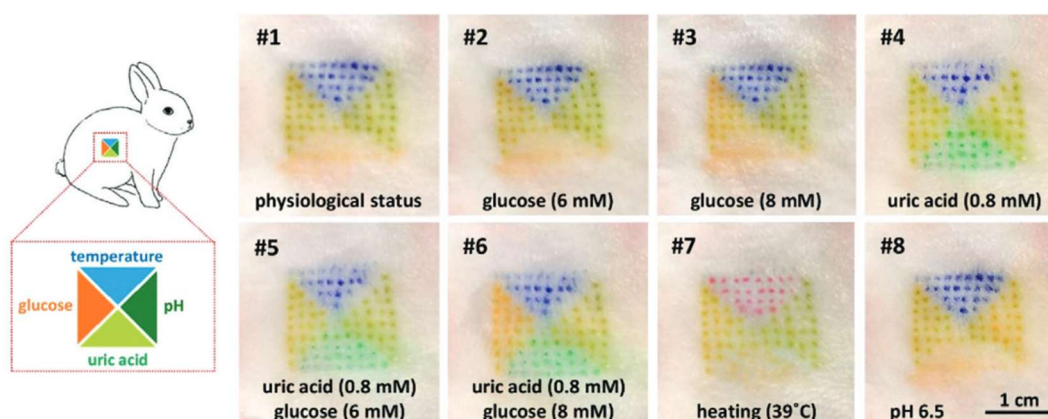 #1
physiological status
#2
glucose (6 mM)
#3
glucose (8 mM)
#4
uric acid (0.8 mM)
temperature
glucose
pH
uric acid
#5
uric acid (0.8 mM)
glucose (6 mM)
#6
uric acid (0.8 mM)
glucose (8 mM)
#7
heating (39˚C)
#8
pH 6.5
1 cm